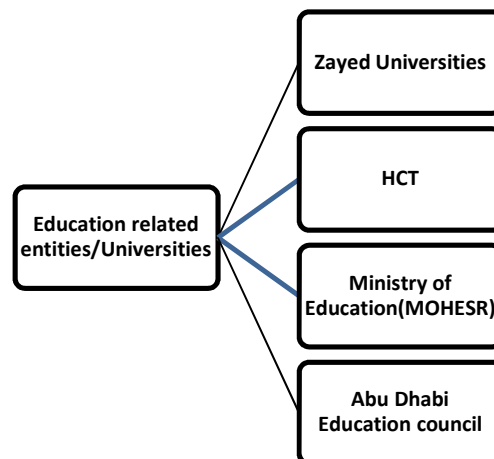 Zayed Universities
HCT
Education related
entities/Universities
Ministry of
Education(MOHESR)
Abu Dhabi
Education council